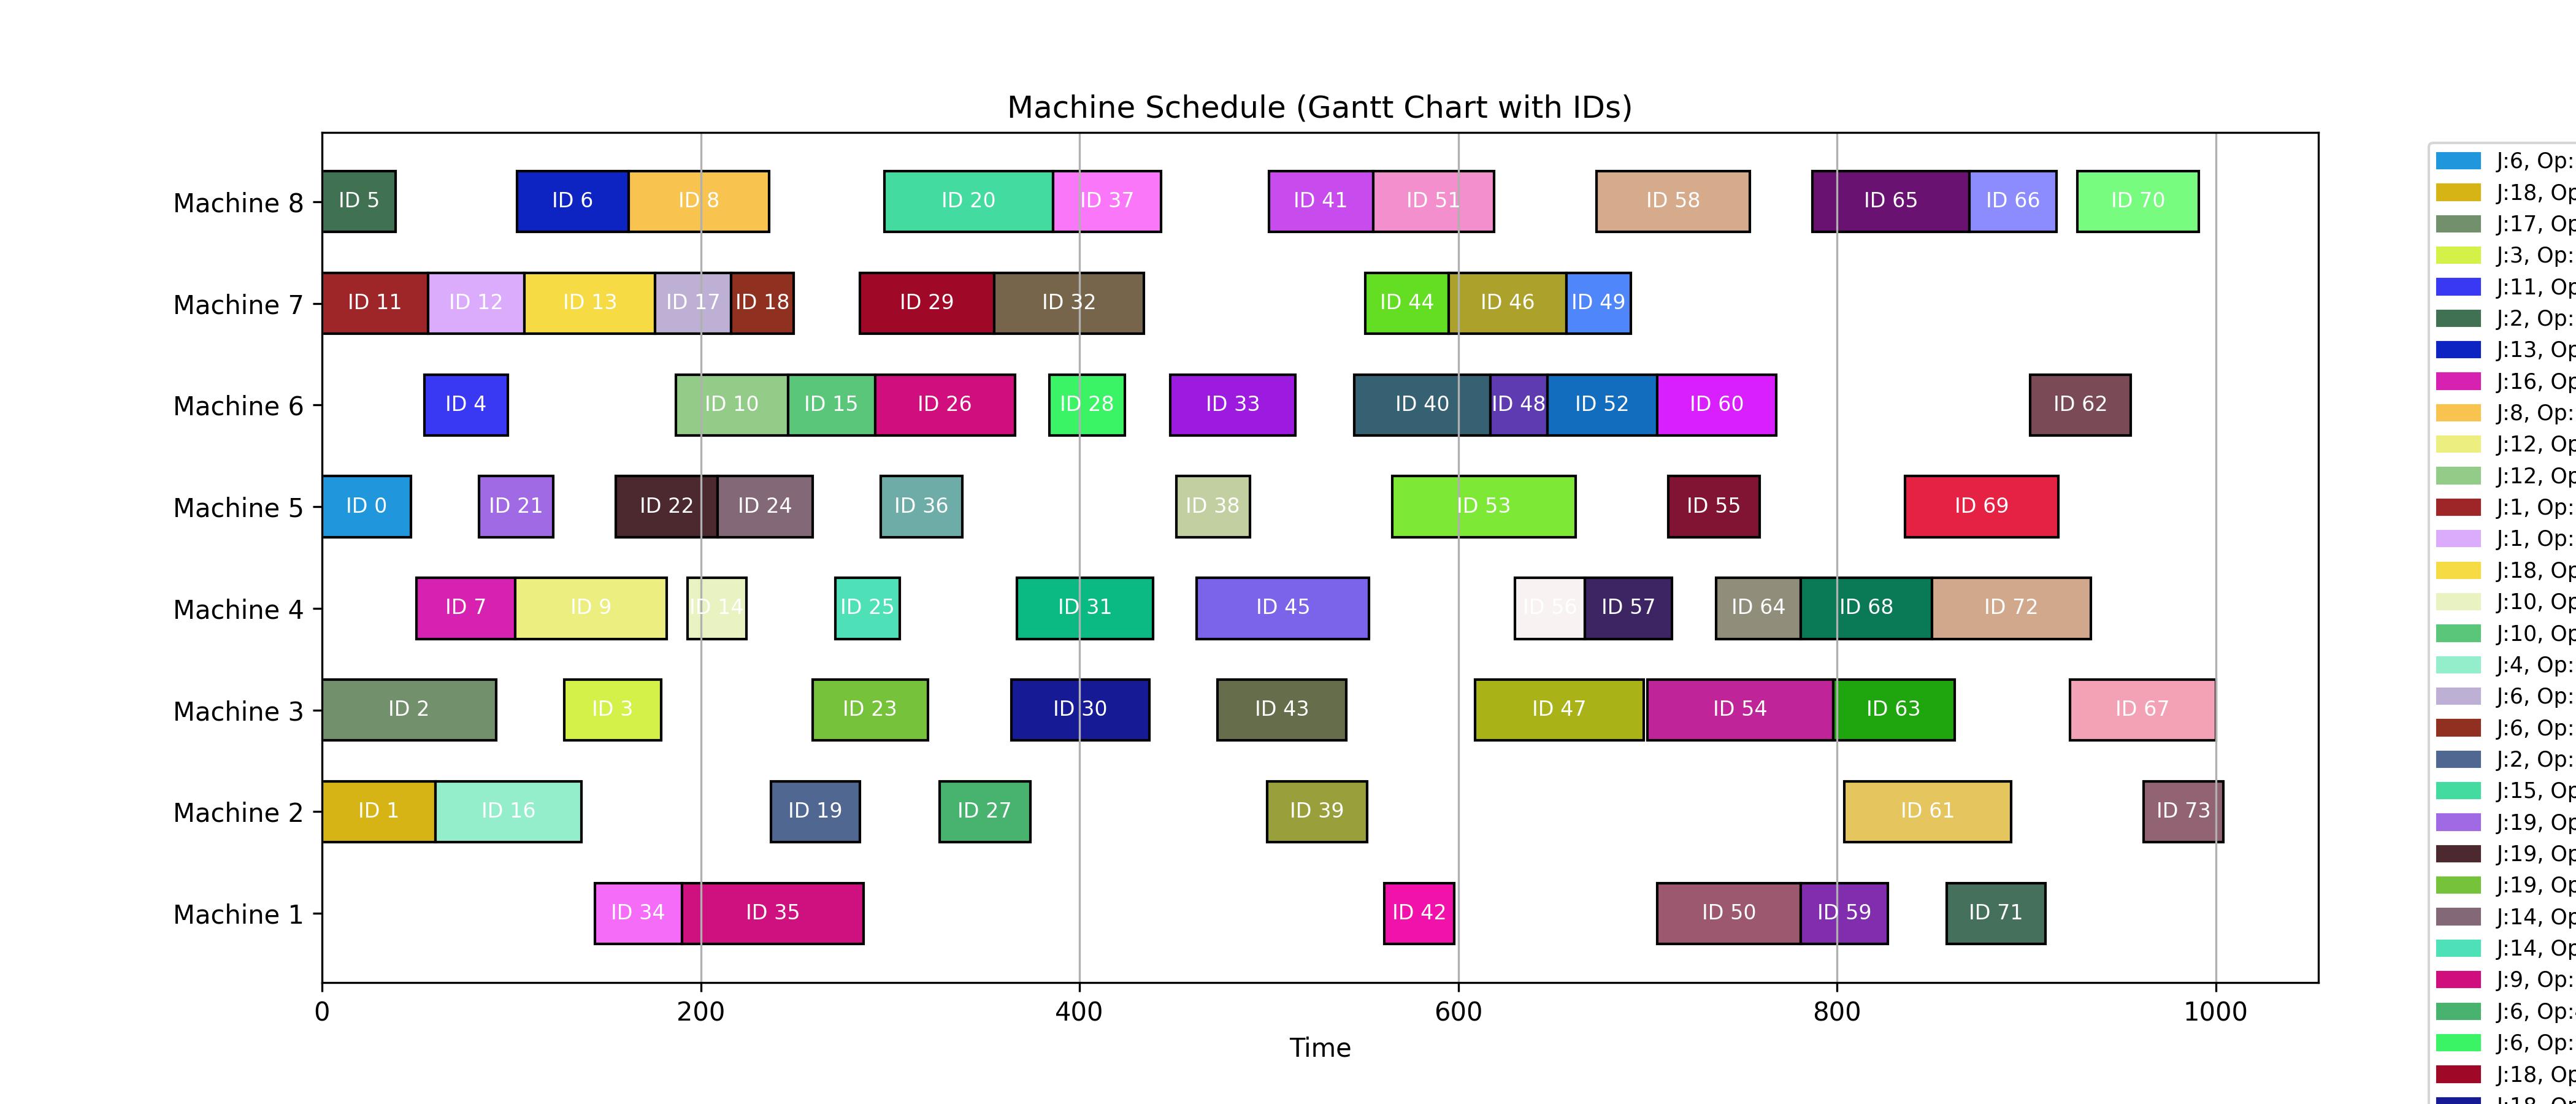 Machine Schedule (Gantt Chart with IDs)
Machine 8
ID 5
ID 6
ID 8
ID 20
ID 37
ID 41
ID 51
ID 58
ID 65
ID 66
ID 70
Machine 7
ID 11
ID 12
ID 13
ID 17
ID 18
ID 29
ID 32
ID 44
ID 46
ID 49
Machine 6
ID 4
ID 10
ID 15
ID 26
ID 28
ID 33
ID 40
ID 48
ID 52
ID 60
ID 62
Machine 5
ID 0
ID 21
ID 22
ID 24
ID 36
ID 38
ID 53
ID 55
ID 69
Machine 4
ID 7
ID 9
ID 14
ID 25
ID 31
ID 45
ID 56
ID 57
ID 64
ID 68
ID 72
Machine 3
ID 2
ID 3
ID 23
ID 30
ID 43
ID 47
ID 54
ID 63
ID 67
Machine 2
ID 1
ID 16
ID 19
ID 27
ID 39
ID 61
ID 73
Machine 1
ID 34
ID 35
ID 42
ID 50
ID 59
ID 71
0 200 400 600 800 1000
Time
J:6, Op:
J:18, Op
J:17, Op
J:3, Op:
J:11, Op
J:2, Op:
J:13, Op
J:16, Op
J:8, Op:
J:12, Op
J:12, Op
J:1, Op:
J:1, Op:
J:18, Op
J:10, Op
J:10, Op
J:4, Op:
J:6, Op:
J:6, Op:
J:2, Op:
J:15, Op
J:19, Op
J:19, Op
J:19, Op
J:14, Op
J:14, Op
J:9, Op:
J:6, Op:
J:6, Op:
J:18, Op
J:18, Op